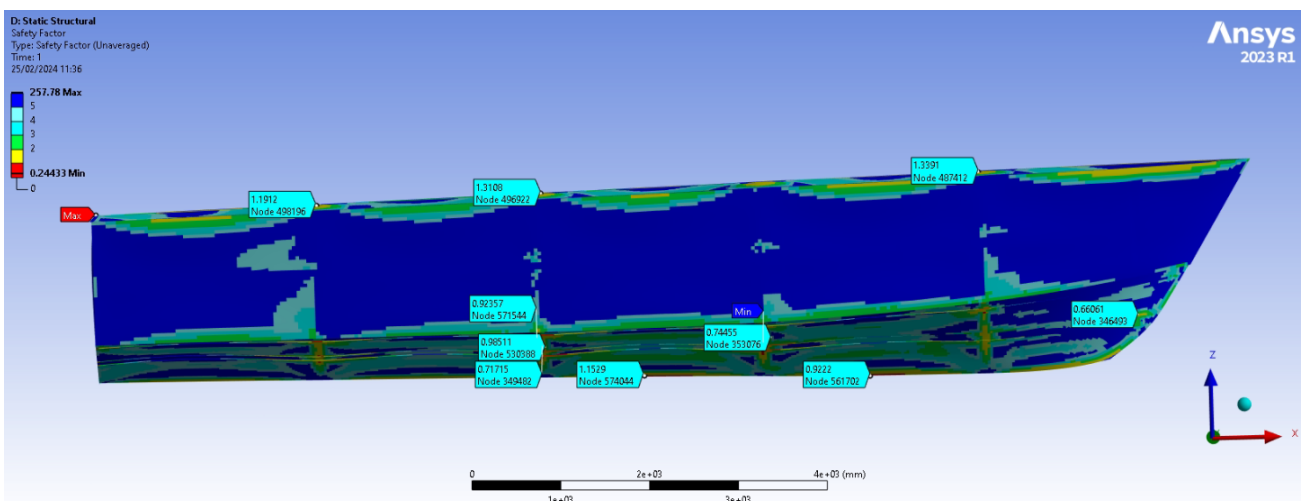 D: Static Structural
Safety Factor
Type: Safety Factor (Unaveraged)
Time: 1
25/02/2024 11:36
Ansys
2023 R1
257.78 Max
5
4
3
2
1
0.24433 Min
0
Max
1.1912
Node 498196
1.3108
Node 496922
1.3391
Node 487412
0.92357
Node 571544
Min
0.66061
Node 346493
0.98511
Node 530388
0.74455
Node 353076
0.71715
Node 349482
1.1529
Node 574044
0.9222
Node 561702
Z
X
0
2e+03
4e+03 (mm)
1e+03
3e+03